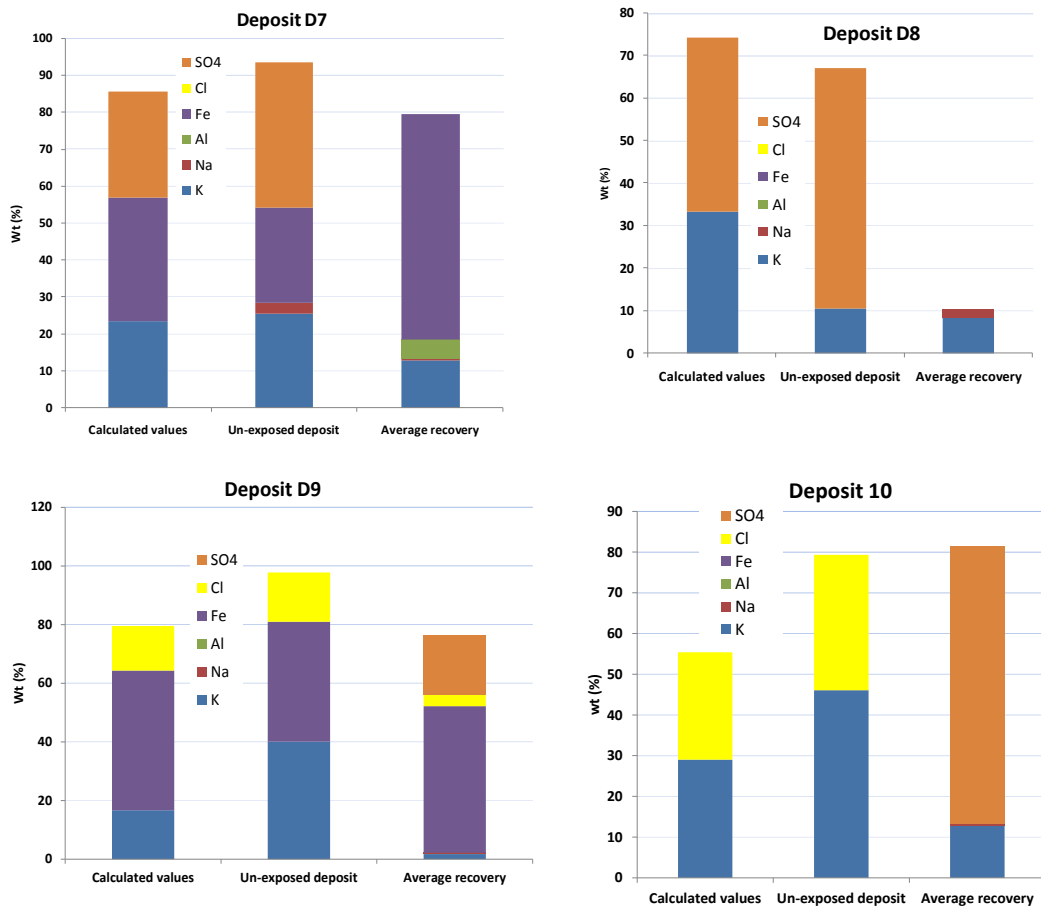 Deposit D7
Wt (%)
100
90
80
70
60
50
40
30
20
10
0
SO4
Cl
Fe
Al
Na
K
Calculated values Un-exposed deposit Average recovery
Deposit D8
Wt (%)
80
70
60
50
40
30
20
10
0
SO4
Cl
Fe
Al
Na
K
Calculated values Un-exposed deposit Average recovery
Deposit D9
Wt (%)
120
100
80
60
40
20
0
SO4
Cl
Fe
Al
Na
K
Calculated values Un-exposed deposit Average recovery
Deposit 10
wt (%)
90
80
70
60
50
40
30
20
10
0
SO4
Cl
Fe
Al
Na
K
Calculated values Un-exposed deposit Average recovery